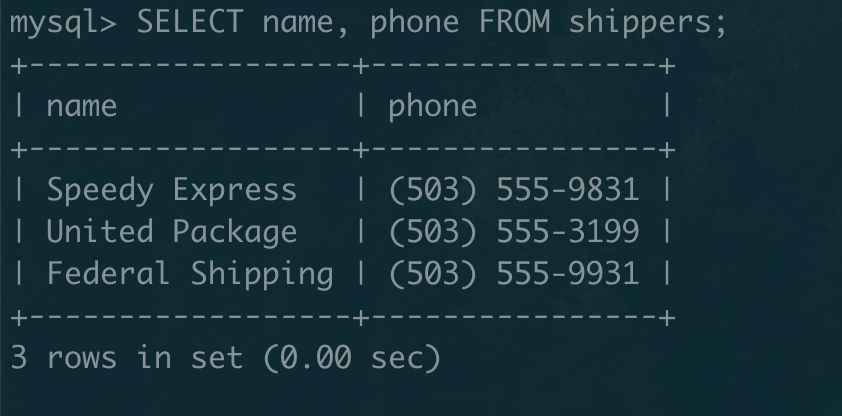 mysql> SELECT name, phone FROM shippers;
+------------------+----------------+
| name             | phone          |
+------------------+----------------+
| Speedy Express   | (503) 555-9831 |
| United Package   | (503) 555-3199 |
| Federal Shipping | (503) 555-9931 |
+------------------+----------------+
3 rows in set (0.00 sec)